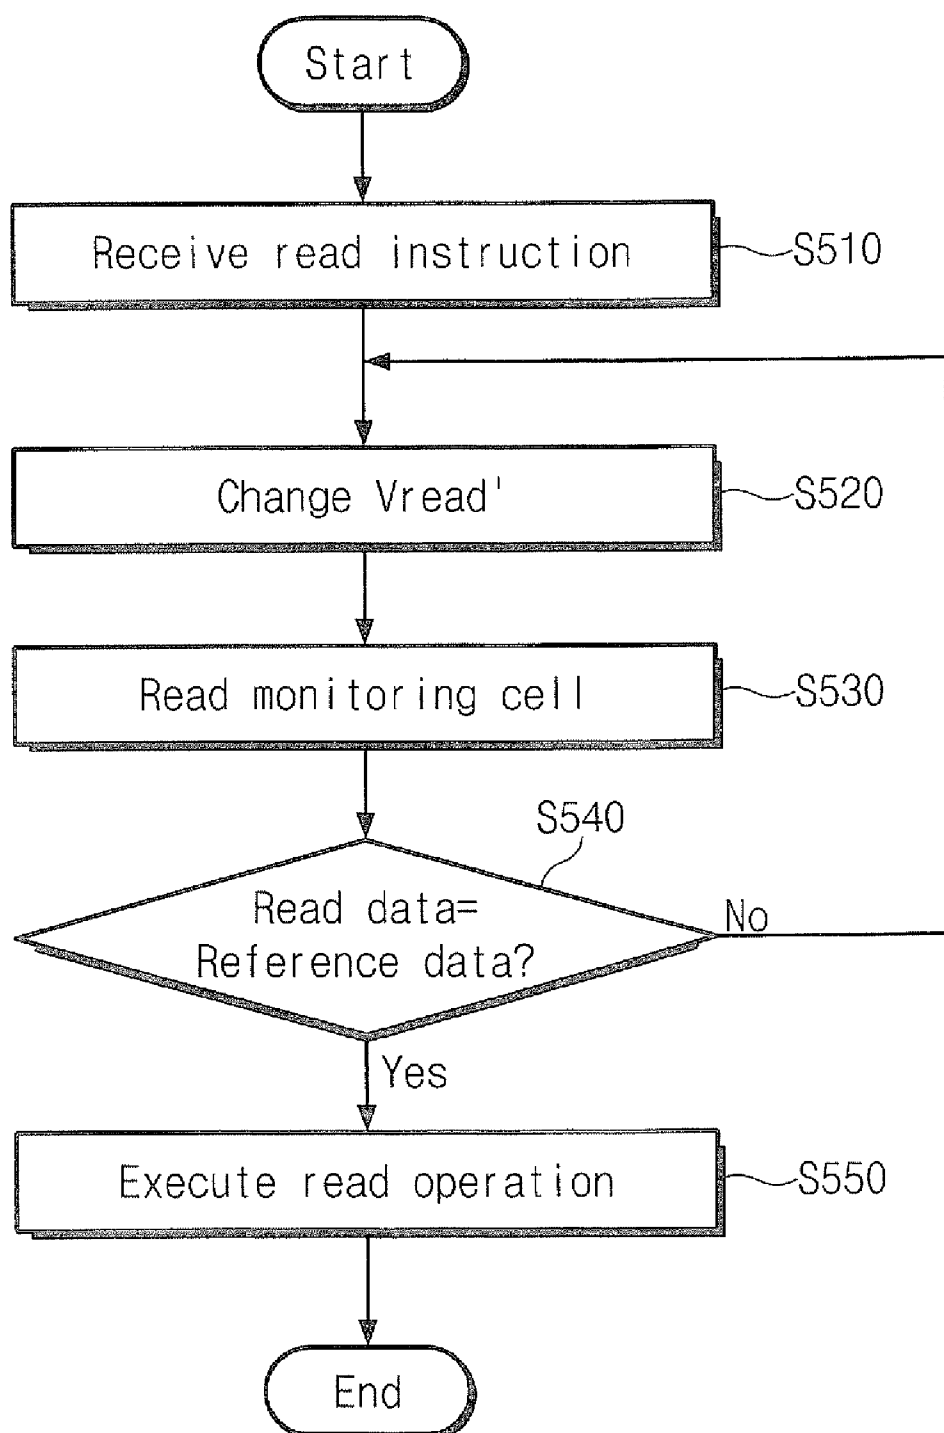 Start
Receive read instruction
S510
Change Vread'
S520
Read monitoring cell
S530
S540
Read data=
Reference data?
No
Yes
Execute read operation
S550
End